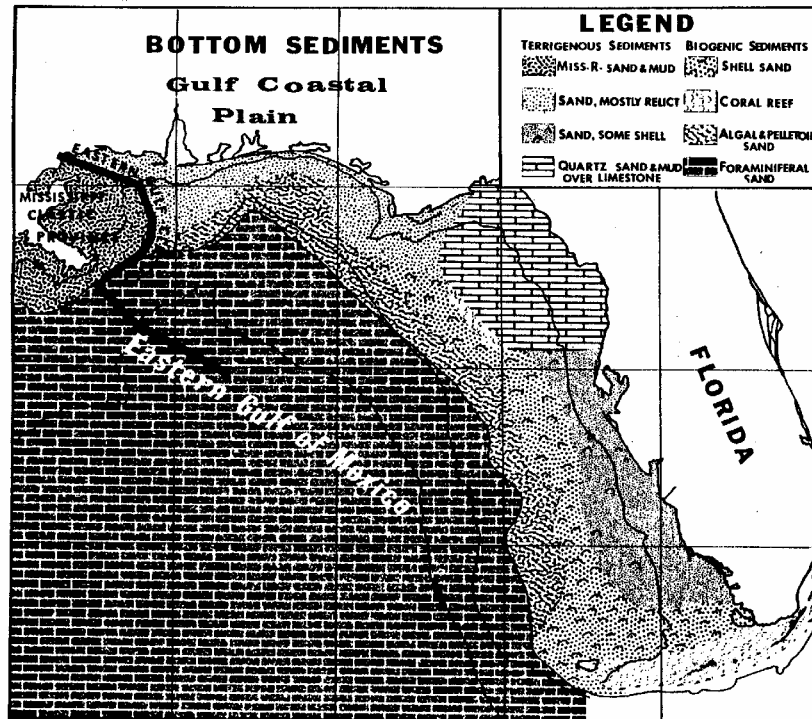 BOTTOM SEDIMENTS
Gulf Coastal
Plain
LEGEND
TERRIGENOUS SEDIMENTS BIOGENIC SEDIMENTS
MISS. R. SAND & MUD SHELL SAND
SAND, MOSTLY RELICT CORAL REEF
SAND, SOME SHELL ALGAL & PELLETOID
SAND
QUARTZ SAND & MUD FORAMINIFERAL
OVER LIMESTONE SAND
EASTERN
MISSISSIPPI
CLASTIC
PROVINCE
Eastern Gulf of Mexico
FLORIDA